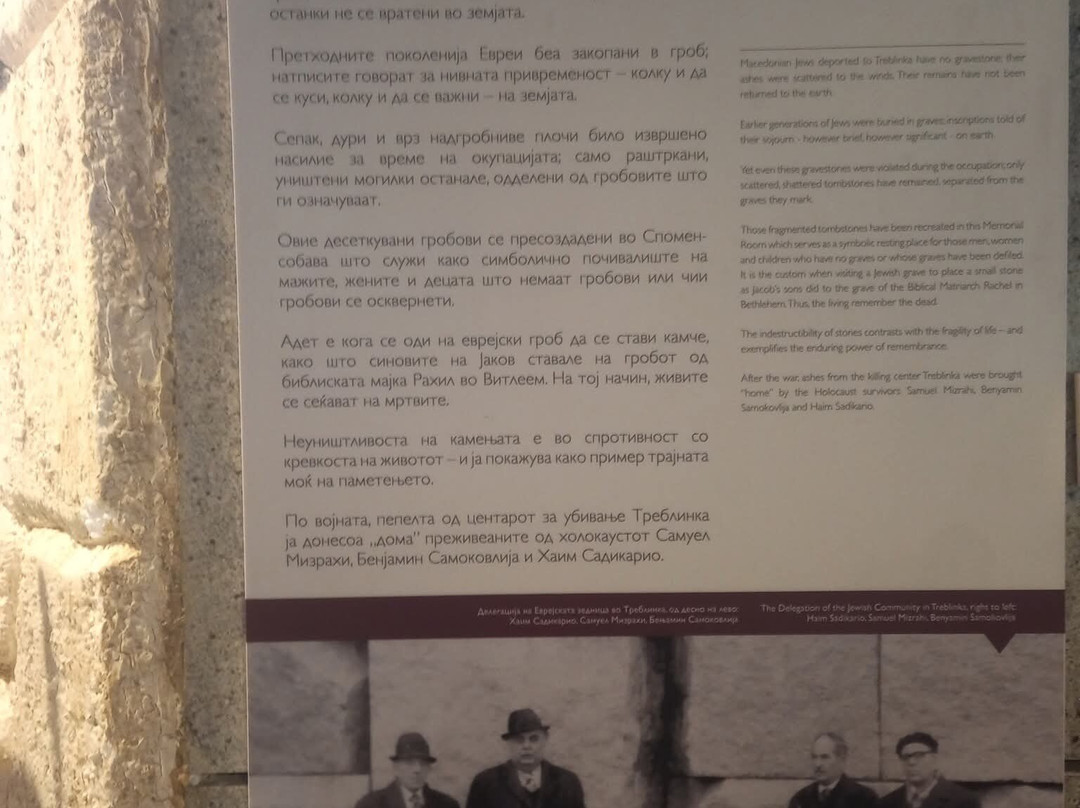 останки не се вратени во земјата.
Претходните поколенија Евреи беа закопани в гроб;
натписите говорат за нивната привременост – колку и да
се куси, колку и да се важни – на земјата.
Сепак, дури и врз надгробниве плочи било извршено
насилие за време на окупацијата; само раштркани,
уништени могилки останале, одделени од гробовите што
ги означуваат.
Овие десеткувани гробови се пресоздадени во Спомен-
собава што служи како симболично почивалиште на
мажите, жените и децата што немаат гробови или чии
гробови се осквернети.
Адет е кога се оди на еврејски гроб да се стави камче,
како што синовите на Јаков ставале на гробот од
библиската мајка Рахил во Витлеем. На тој начин, живите
се сеќават на мртвите.
Неуништливоста на камењата е во спротивност со
кревкоста на животот – и ја покажува како пример трајната
моќ на паметењето.
По војната, пепелта од центарот за убивање Треблинка
ја донесоа „дома” преживеаните од холокаустот Самуел
Мизрахи, Бенјамин Самоковлија и Хаим Садикарио.
Macedonian Jews deported to Treblinka have no gravestone; their
ashes were scattered to the winds. Their remains have not been
returned to the earth.
Earlier generations of Jews were buried in graves; inscriptions told of
their sojourn - however brief, however significant - on earth.
Yet even these gravestones were violated during the occupation; only
scattered, shattered tombstones have remained, separated from the
graves they mark.
Those fragmented tombstones have been recreated in this Memorial
Room which serves as a symbolic resting place for those men, women
and children who have no graves or whose graves have been defiled.
It is the custom when visiting a Jewish grave to place a small stone
as Jacob's sons did to the grave of the Biblical Matriarch Rachel in
Bethlehem. Thus, the living remember the dead.
The indestructibility of stones contrasts with the fragility of life – and
exemplifies the enduring power of remembrance.
After the war, ashes from the killing center Treblinka were brought
"home" by the Holocaust survivors Samuel Mizrahi, Benyamin
Samokovlija and Haim Sadikario.
Делегација на Еврејската заедница во Треблинка, од десно на лево:
Хаим Садикарио, Самуел Мизрахи, Бењамин Самоковлија
The Delegation of the Jewish Community in Treblinka, right to left:
Haim Sadikario, Samuel Mizrahi, Benyamin Samokovlija